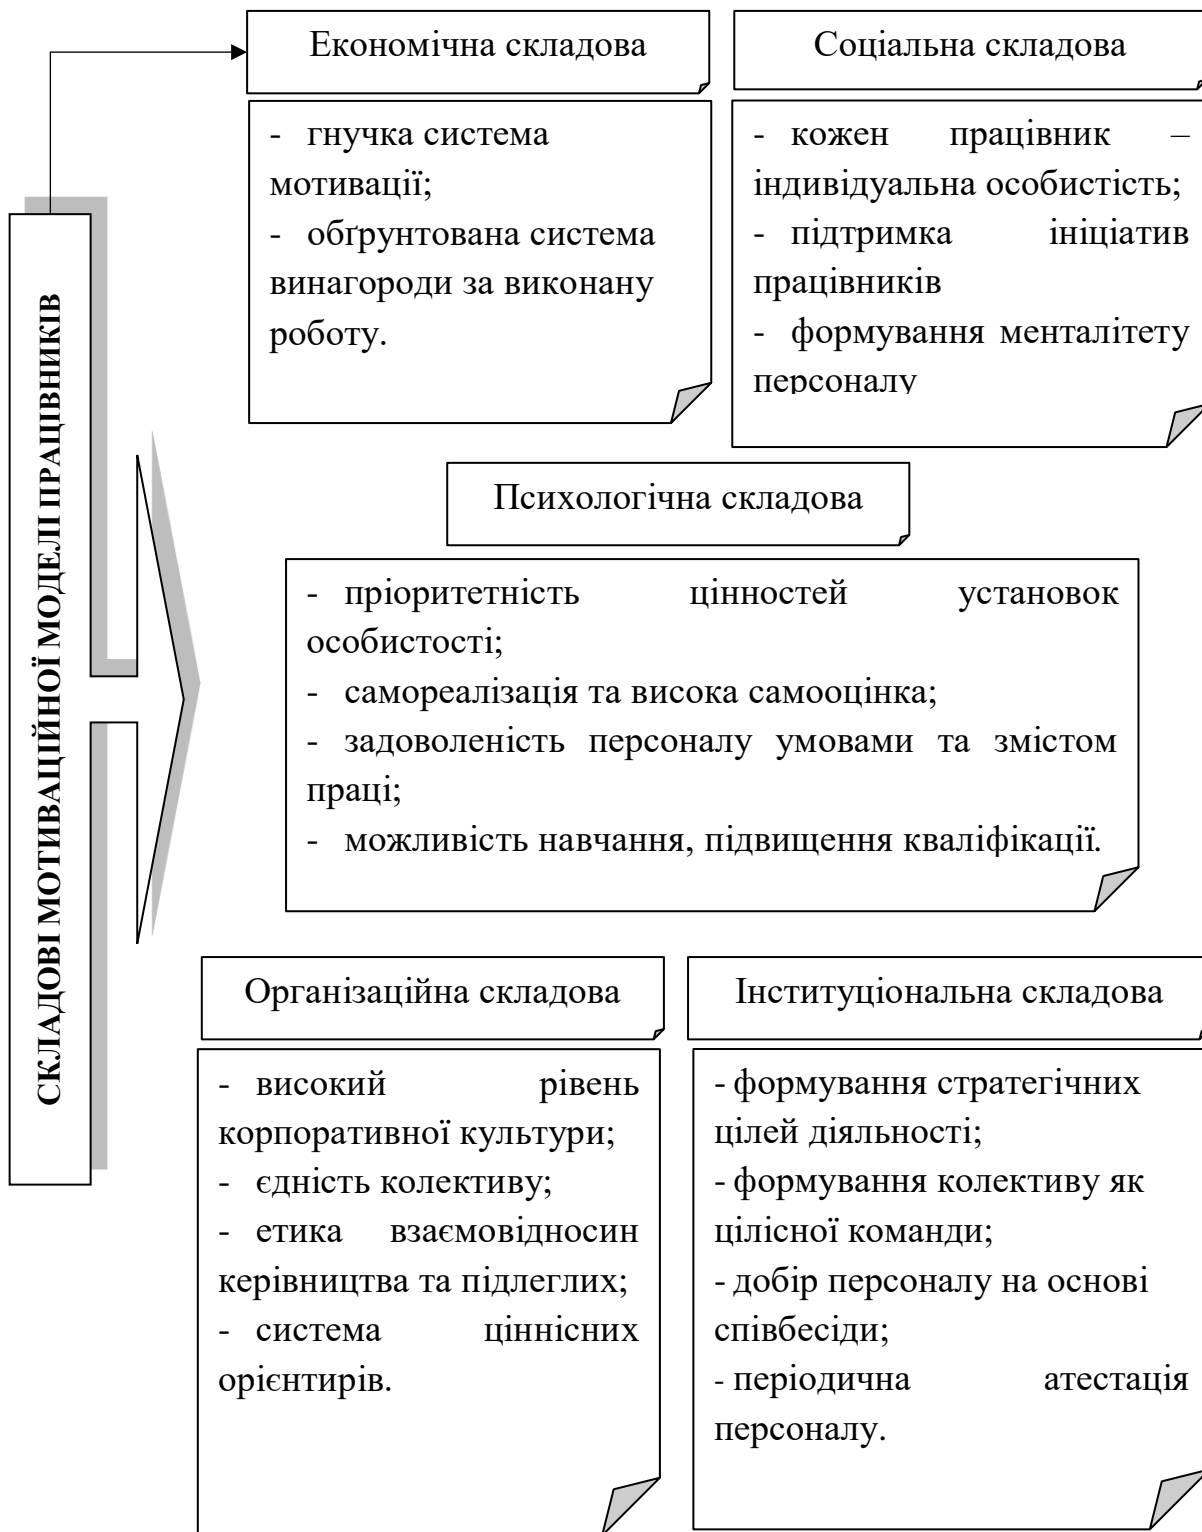 СКЛАДОВІ МОТИВАЦІЙНОЇ МОДЕЛІ ПРАЦІВНИКІВ
Економічна складова
- гнучка система
мотивації;
- обґрунтована система
винагороди за виконану
роботу.
Соціальна складова
- кожен працівник –
індивідуальна особистість;
- підтримка ініціатив
працівників
- формування менталітету
персоналу
Психологічна складова
- пріоритетність цінностей установок
особистості;
- самореалізація та висока самооцінка;
- задоволеність персоналу умовами та змістом
праці;
- можливість навчання, підвищення кваліфікації.
Організаційна складова
- високий рівень
корпоративної культури;
- єдність колективу;
- етика взаємовідносин
керівництва та підлеглих;
- система ціннісних
орієнтирів.
Інституціональна складова
- формування стратегічних
цілей діяльності;
- формування колективу як
цілісної команди;
- добір персоналу на основі
співбесіди;
- періодична атестація
персоналу.